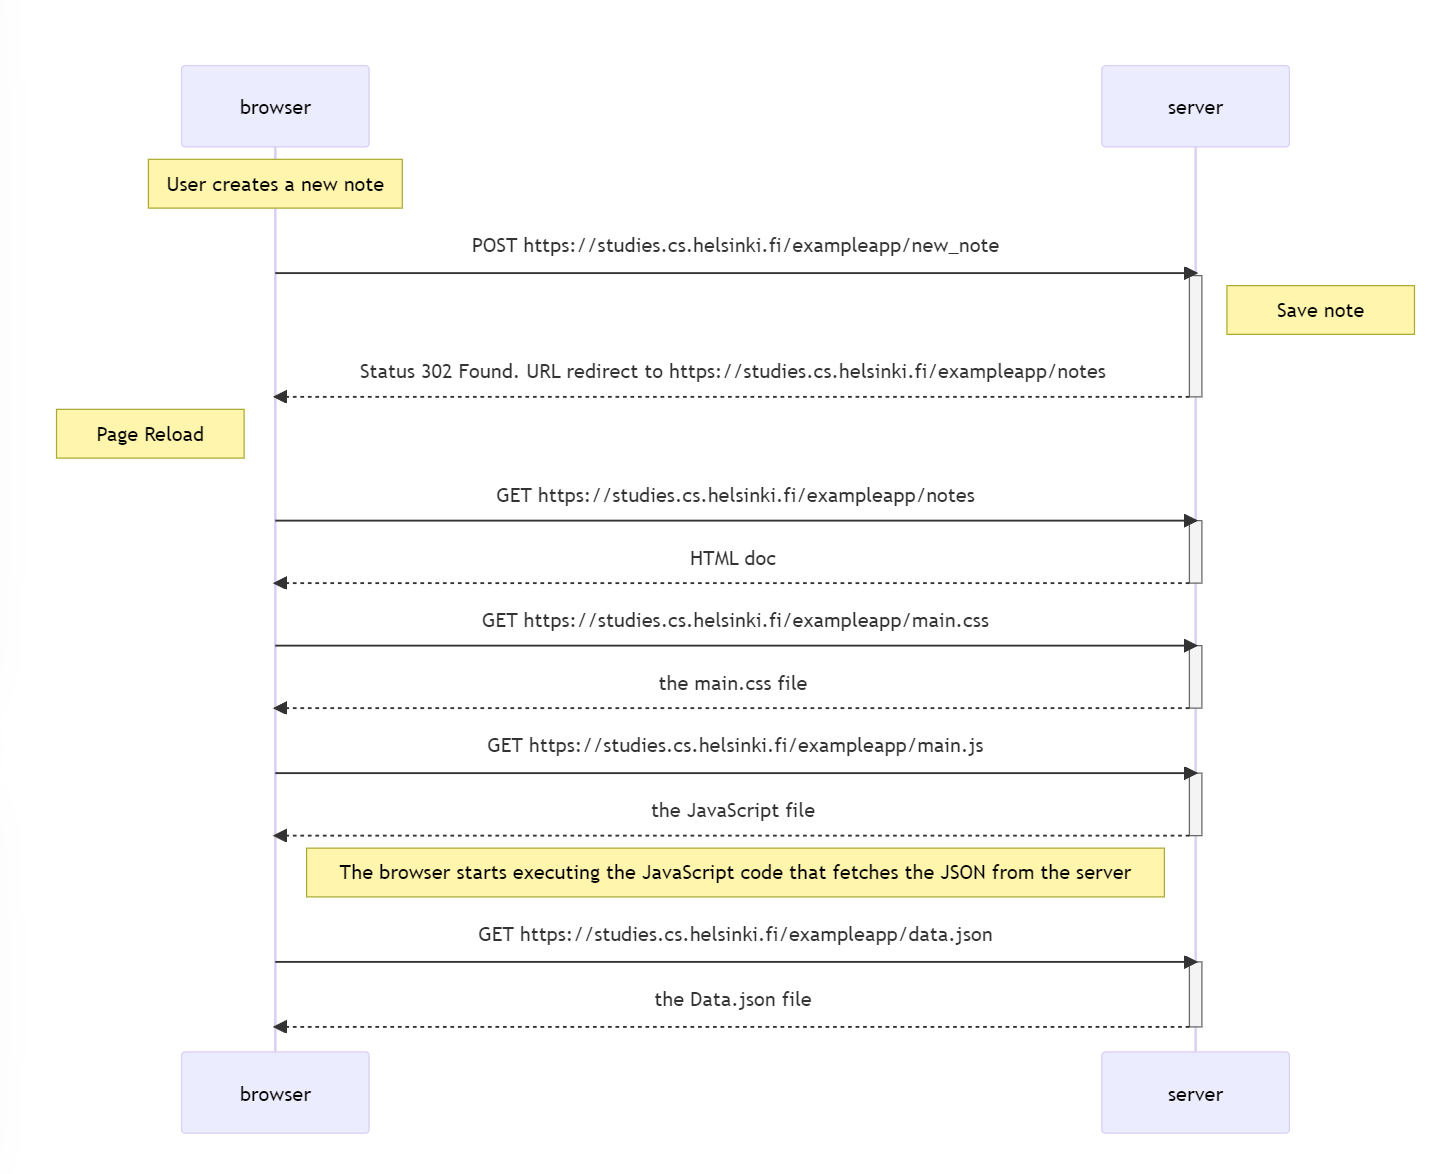 browser
server
User creates a new note
POST https://studies.cs.helsinki.fi/exampleapp/new_note
Save note
Status 302 Found. URL redirect to https://studies.cs.helsinki.fi/exampleapp/notes
Page Reload
GET https://studies.cs.helsinki.fi/exampleapp/notes
HTML doc
GET https://studies.cs.helsinki.fi/exampleapp/main.css
the main.css file
GET https://studies.cs.helsinki.fi/exampleapp/main.js
the JavaScript file
The browser starts executing the JavaScript code that fetches the JSON from the server
GET https://studies.cs.helsinki.fi/exampleapp/data.json
the Data.json file
browser
server